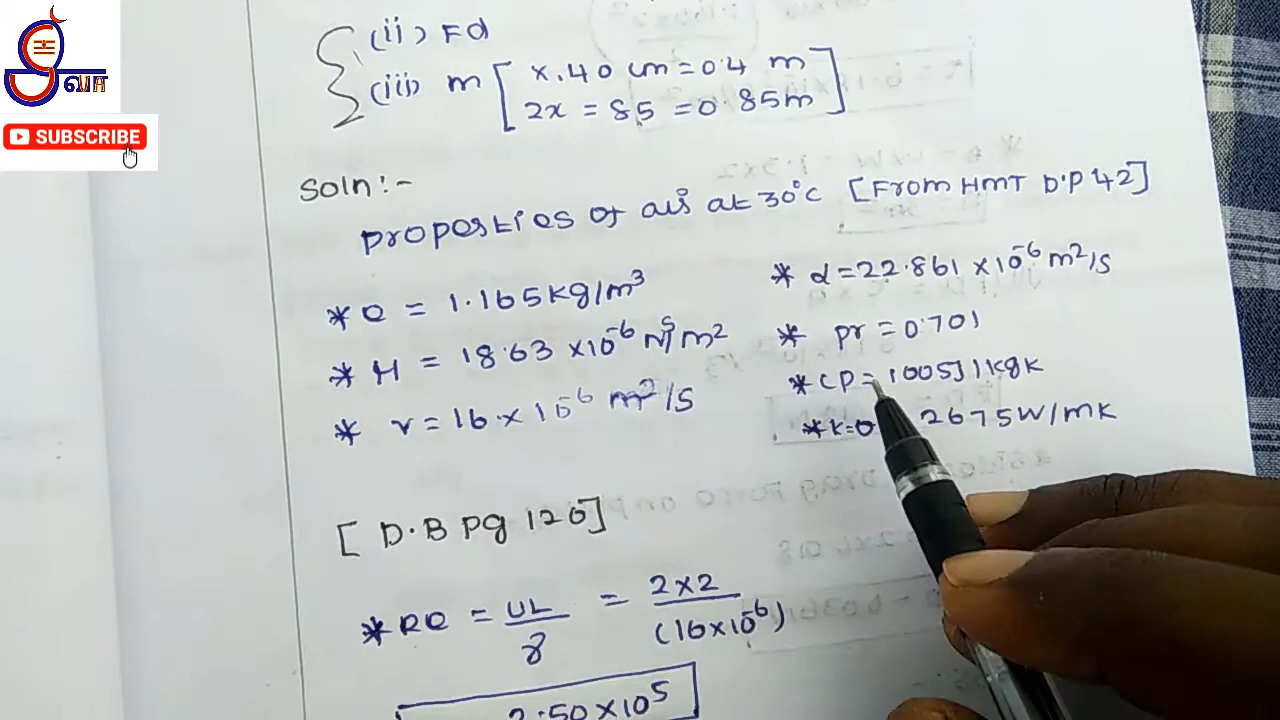 சிவா
SUBSCRIBE
(ii) Fd
(iii) m [ x. 40 cm = 0.4 m
2x = 85 = 0.85m ]
Soln :-
properties of air at 30°C [From HMT D.P 42]
* ρ = 1.165 kg/m³
* μ = 18.63 × 10⁻⁶ NS/m²
* ν = 16 × 10⁻⁶ m²/s
* α = 22.861 × 10⁻⁶ m²/s
* Pr = 0.701
* CP = 1005 J/kgK
* K = 0 2675 W/mK
[ D.B Pg 120 ]
* Re = UL/γ = 2×2/(16×10⁻⁶)
2.50 × 10⁵